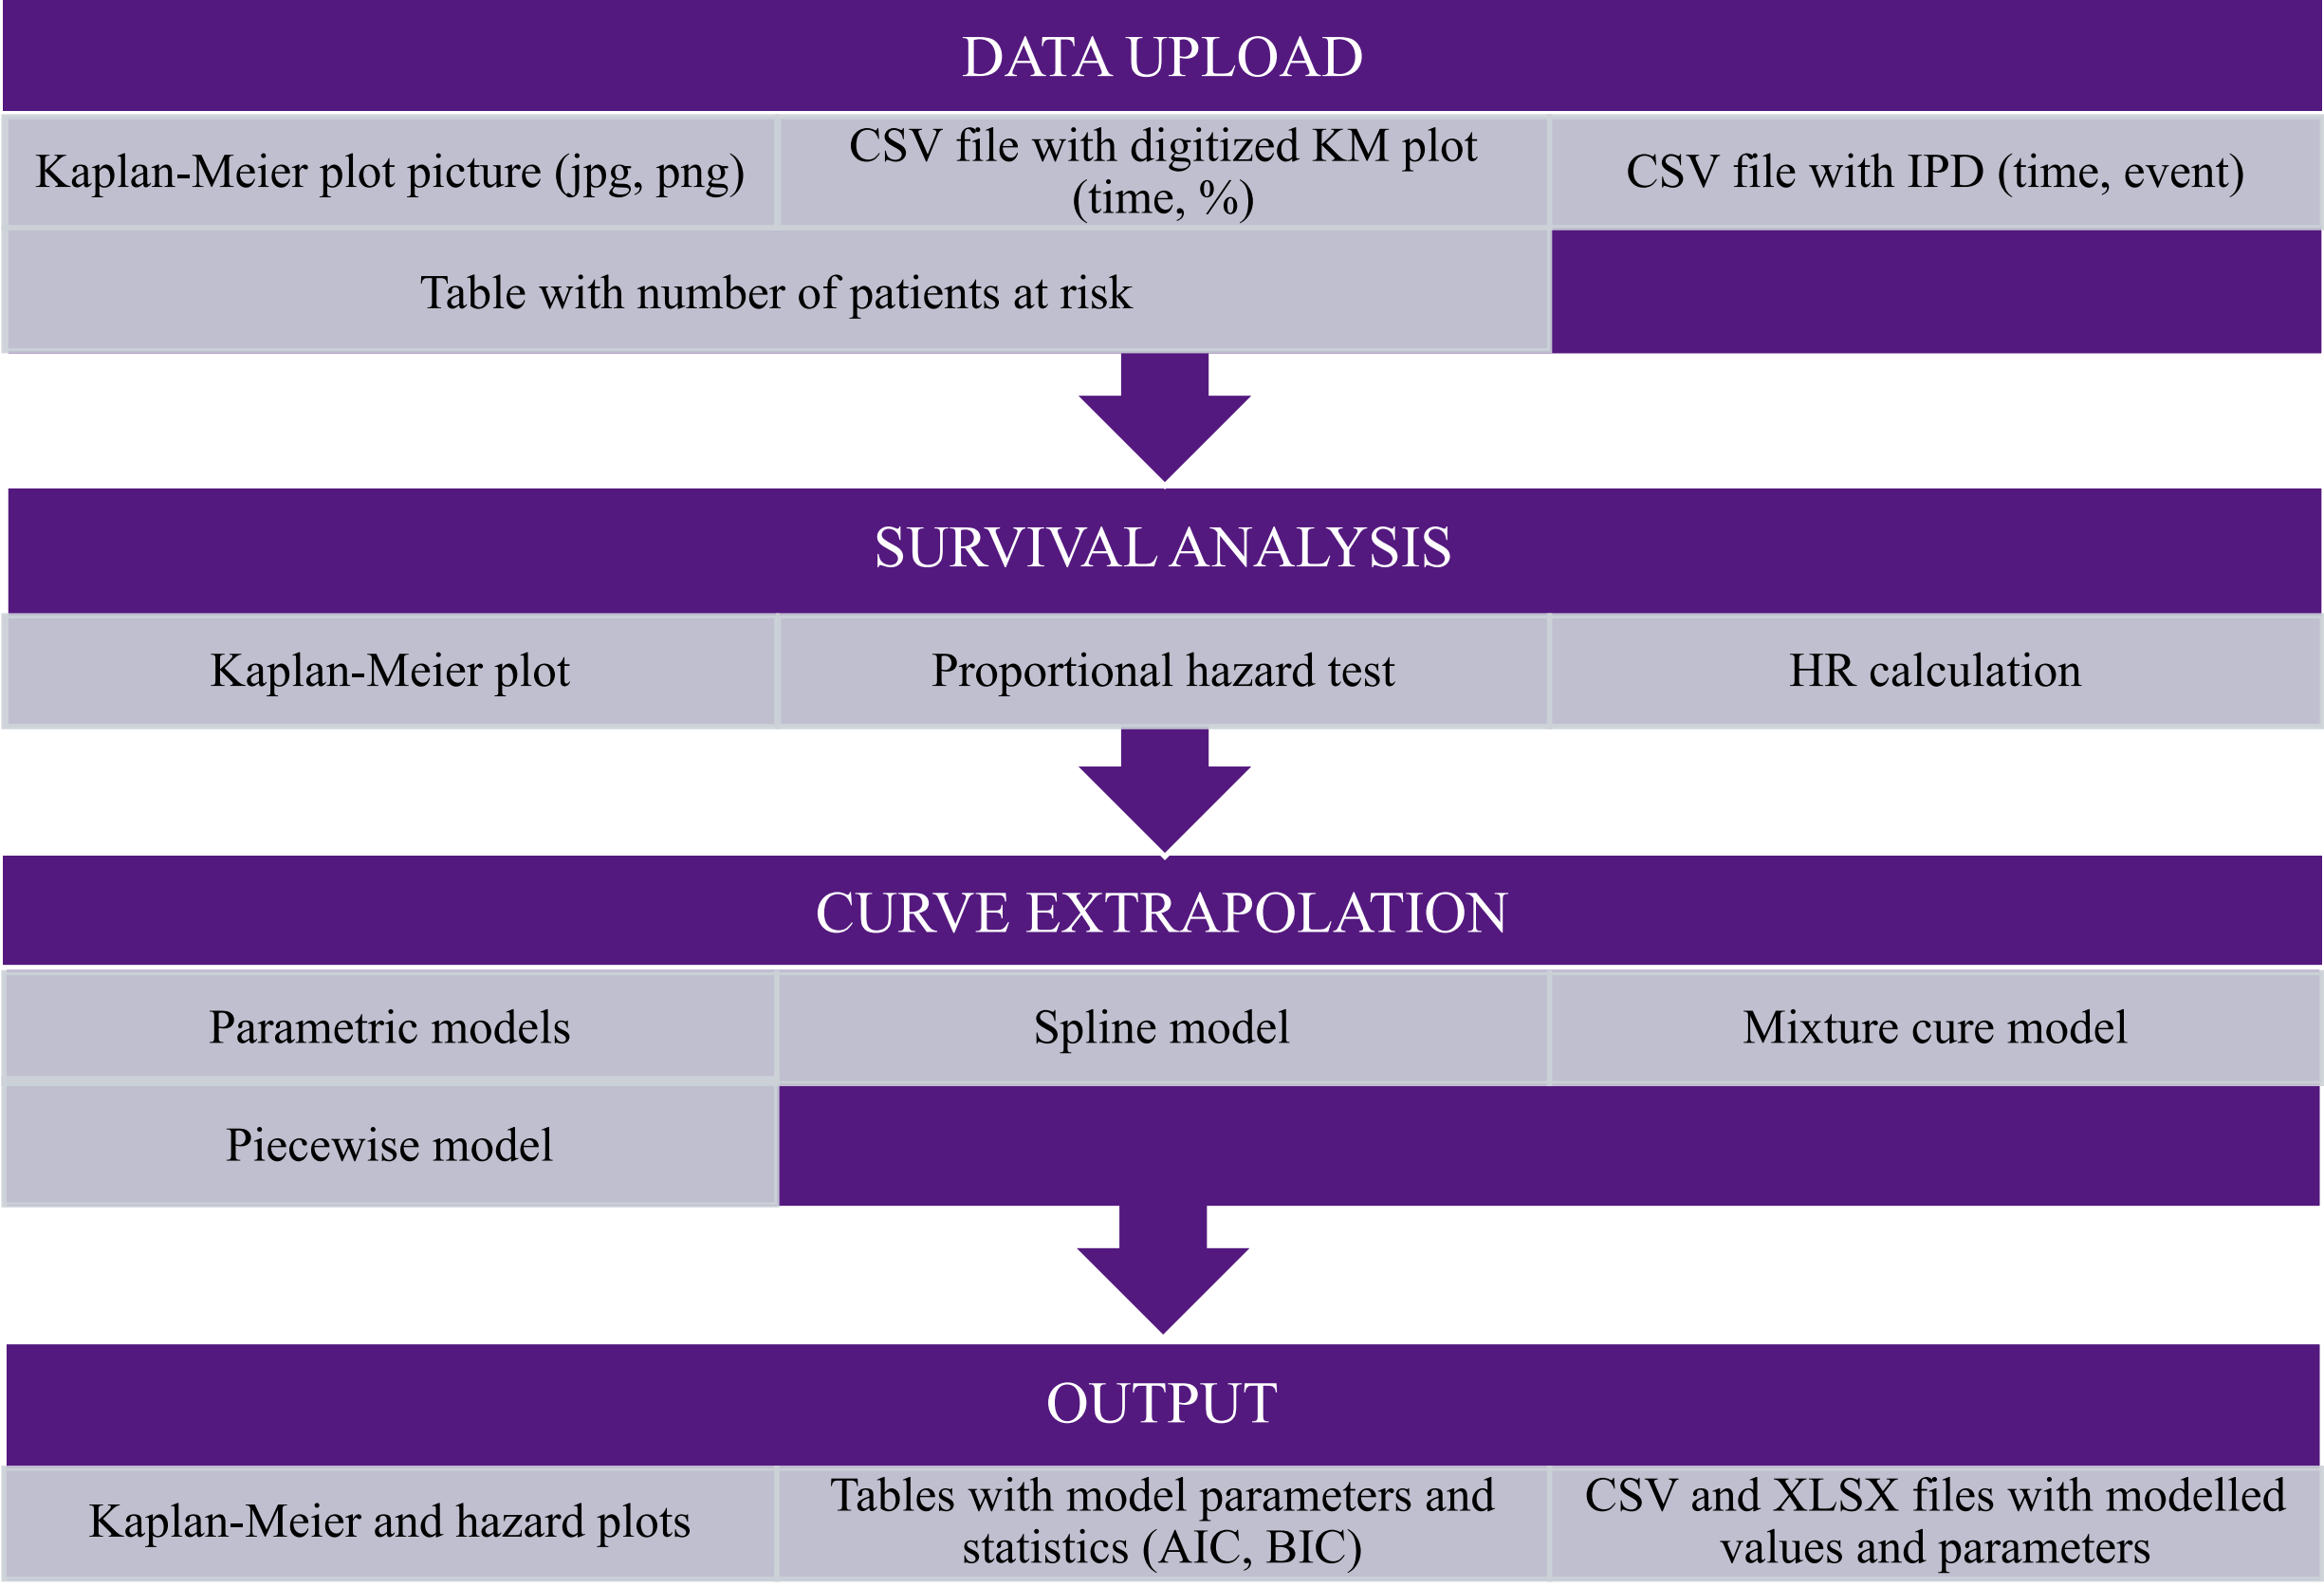 DATA UPLOAD
Kaplan-Meier plot picture (jpg, png)
CSV file with digitized KM plot
(time, %)
CSV file with IPD (time, event)
Table with number of patients at risk
SURVIVAL ANALYSIS
Kaplan-Meier plot
Proportional hazard test
HR calculation
CURVE EXTRAPOLATION
Parametric models
Spline model
Mixture cure model
Piecewise model
OUTPUT
Kaplan-Meier and hazard plots
Tables with model parameters and
statistics (AIC, BIC)
CSV and XLSX files with modelled
values and parameters